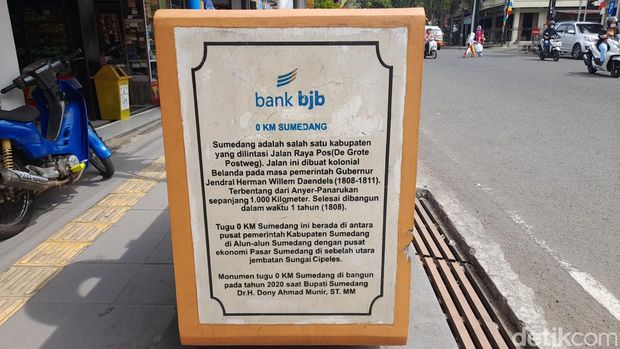 bank bjb
0 KM SUMEDANG
Sumedang adalah salah satu kabupaten
yang dilintasi Jalan Raya Pos(De Grote
Postweg). Jalan ini dibuat kolonial
Belanda pada masa pemerintah Gubernur
Jendral Herman Willem Daendels (1808-1811).
Terbentang dari Anyer-Panarukan
sepanjang 1.000 Kilometer. Selesai dibangun
dalam waktu 1 tahun (1808).
Tugu 0 KM Sumedang ini berada di antara
pusat pemerintah Kabupaten Sumedang
di Alun-alun Sumedang dengan pusat
ekonomi Pasar Sumedang di sebelah utara
jembatan Sungai Cipeles.
Monumen tugu 0 KM Sumedang di bangun
pada tahun 2020 saat Bupati Sumedang
Dr.H. Dony Ahmad Munir, ST. MM
detikcom